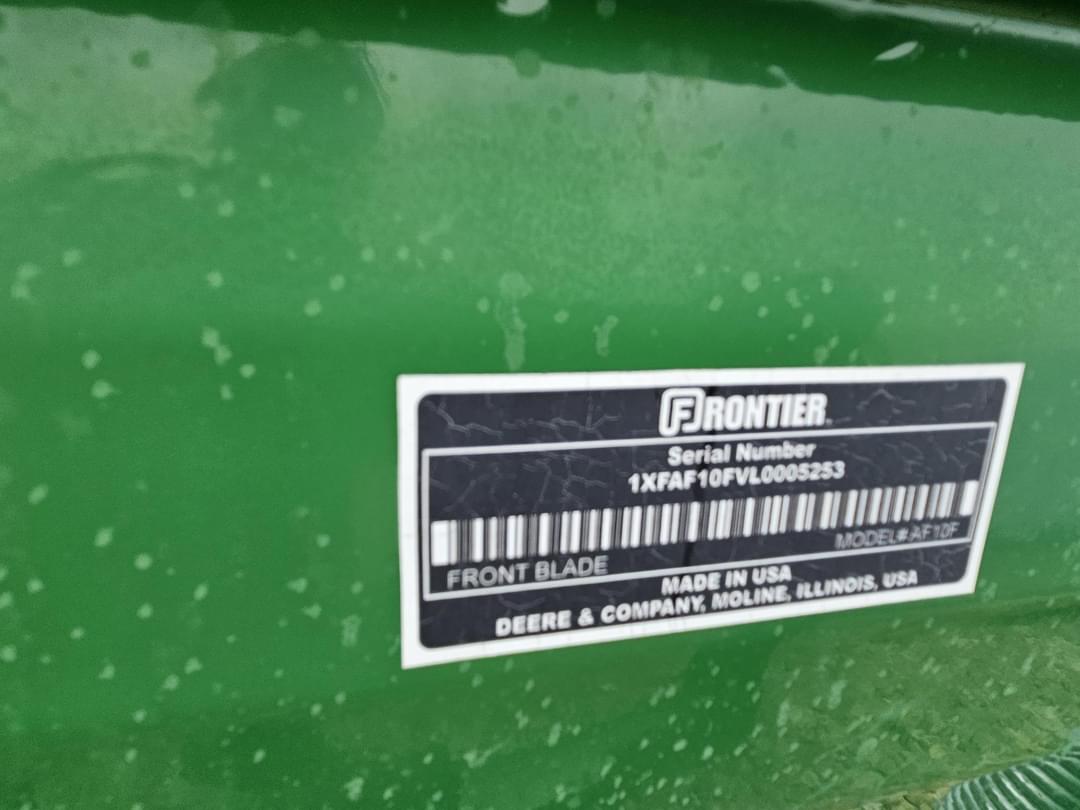 FRONTIER
Serial Number
1XFAF10FVL0005253
FRONT BLADE
MODEL# AF10F
MADE IN USA
DEERE & COMPANY, MOLINE, ILLINOIS, USA